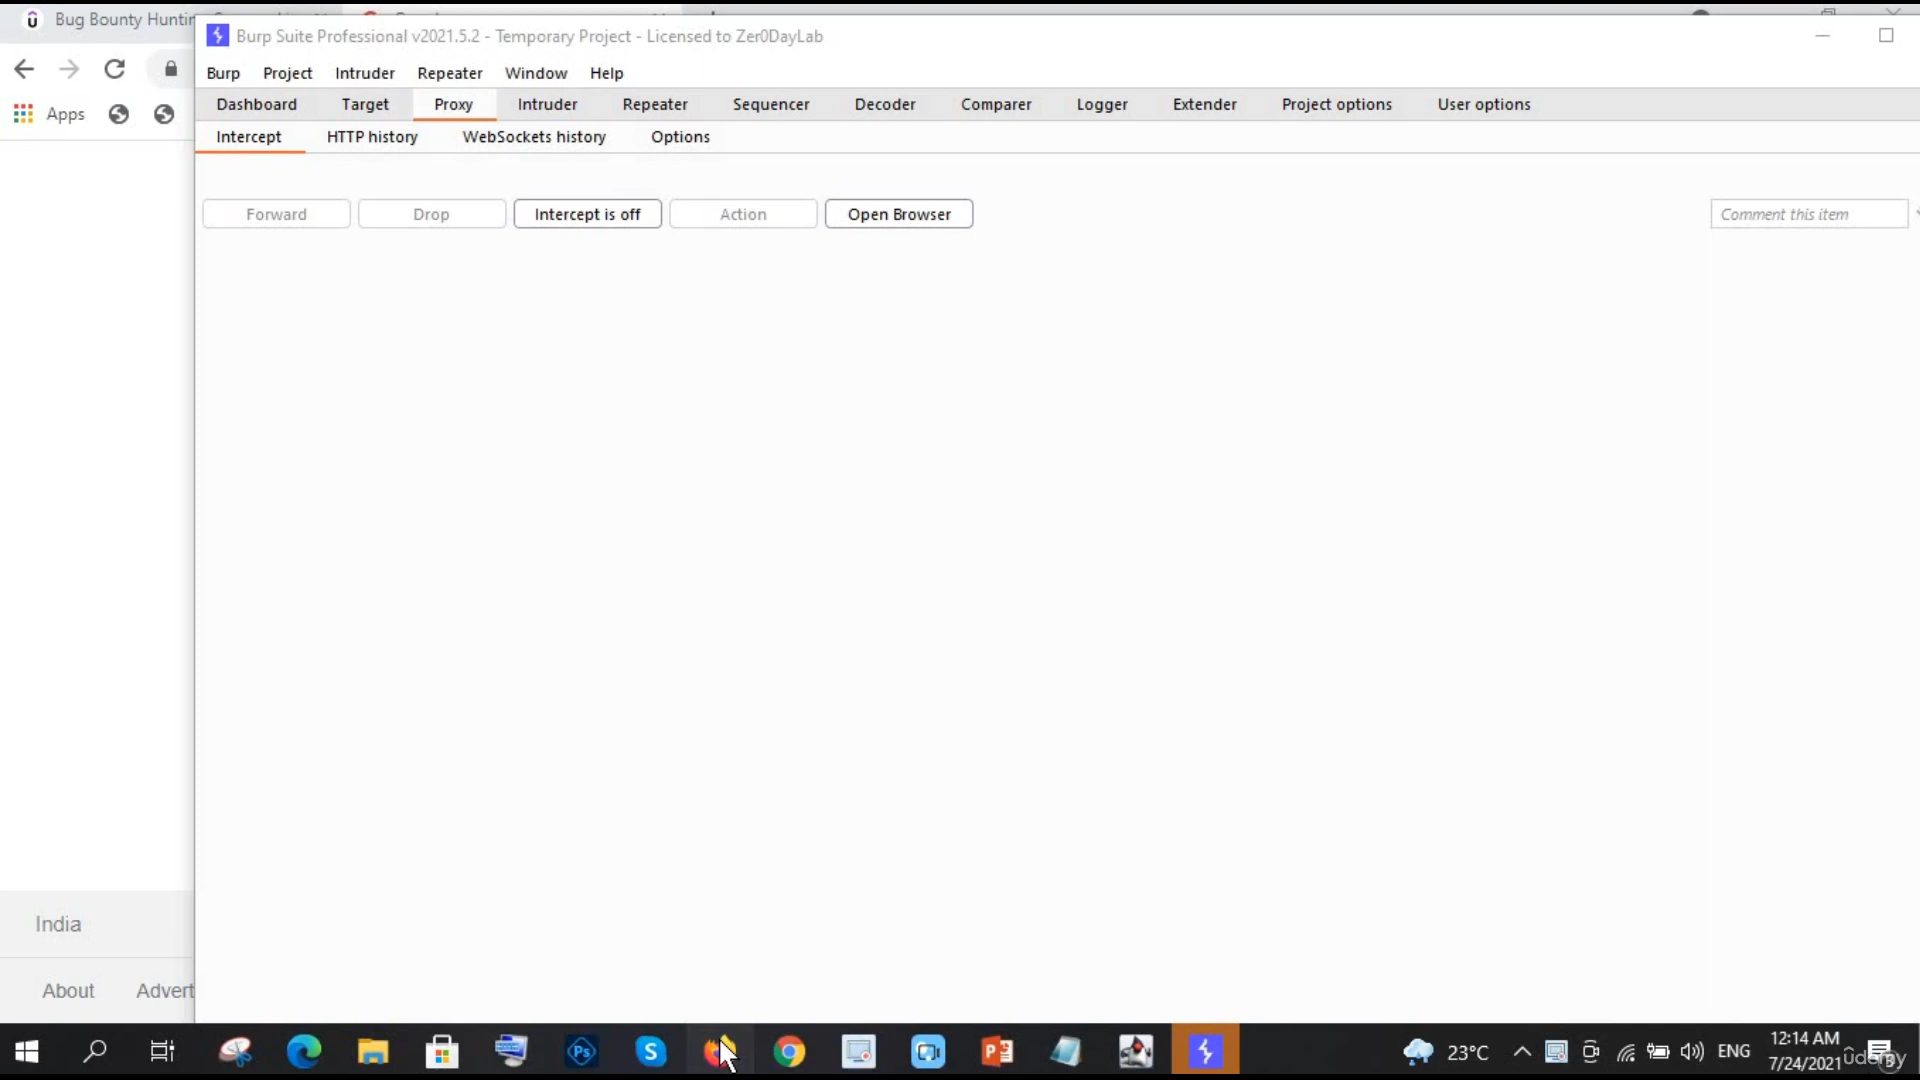 Bug Bounty Huntin
Burp Suite Professional v2021.5.2 - Temporary Project - Licensed to Zer0DayLab
Burp Project Intruder Repeater Window Help
Dashboard Target Proxy Intruder Repeater Sequencer Decoder Comparer Logger Extender Project options User options
Apps
Intercept HTTP history WebSockets history Options
Forward Drop Intercept is off Action Open Browser Comment this item
India
About Advert
Ps
23°C ENG 12:14 AM
7/24/2021
udemy